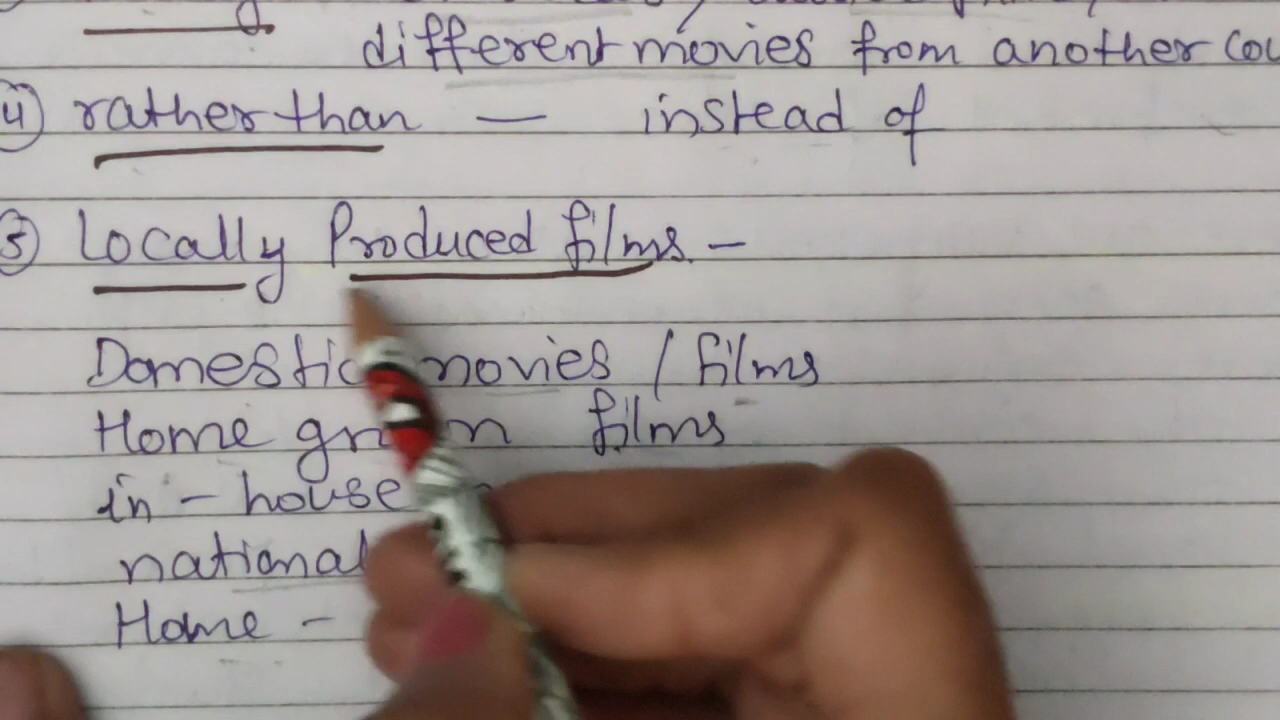 different movies from another
4) rather than — instead of
5) Locally Produced films. —
Domestic movies / films
Home films
in - house
national
Home -